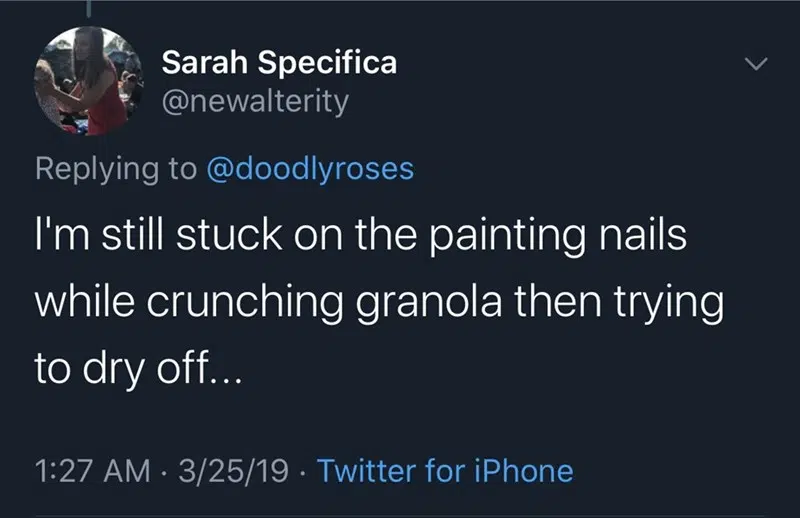 Sarah Specifica
@newalterity
Replying to @doodlyroses
I'm still stuck on the painting nails
while crunching granola then trying
to dry off...
1:27 AM · 3/25/19 · Twitter for iPhone